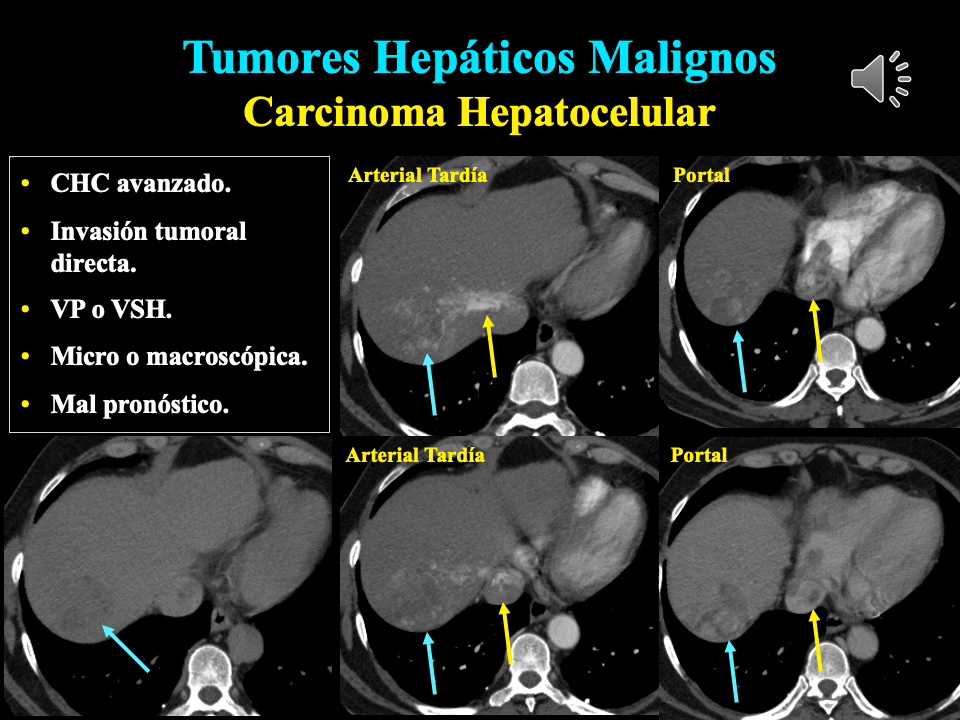 Tumores Hepáticos Malignos
Carcinoma Hepatocelular
• CHC avanzado.
• Invasión tumoral
directa.
• VP o VSH.
• Micro o macroscópica.
• Mal pronóstico.
Arterial Tardía
Portal
Arterial Tardía
Portal